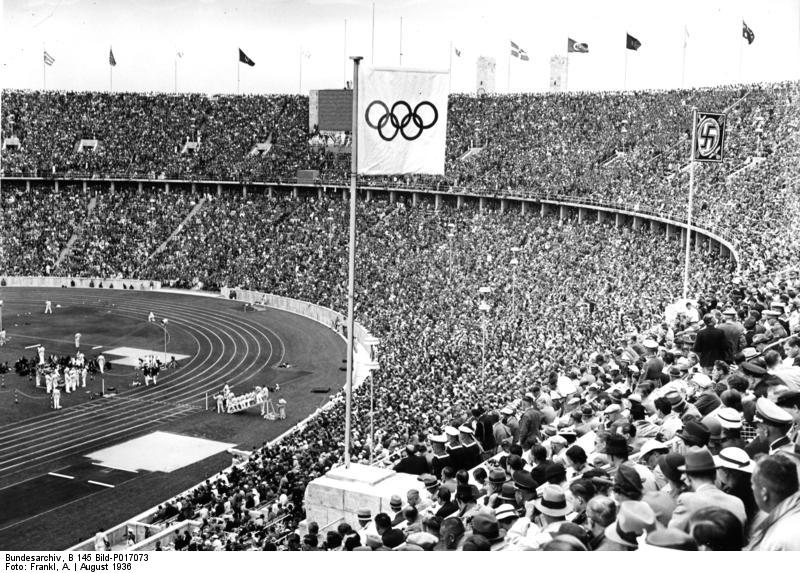 Bundesarchiv, B 145 Bild-P017073
Foto: Frankl, A. | August 1936